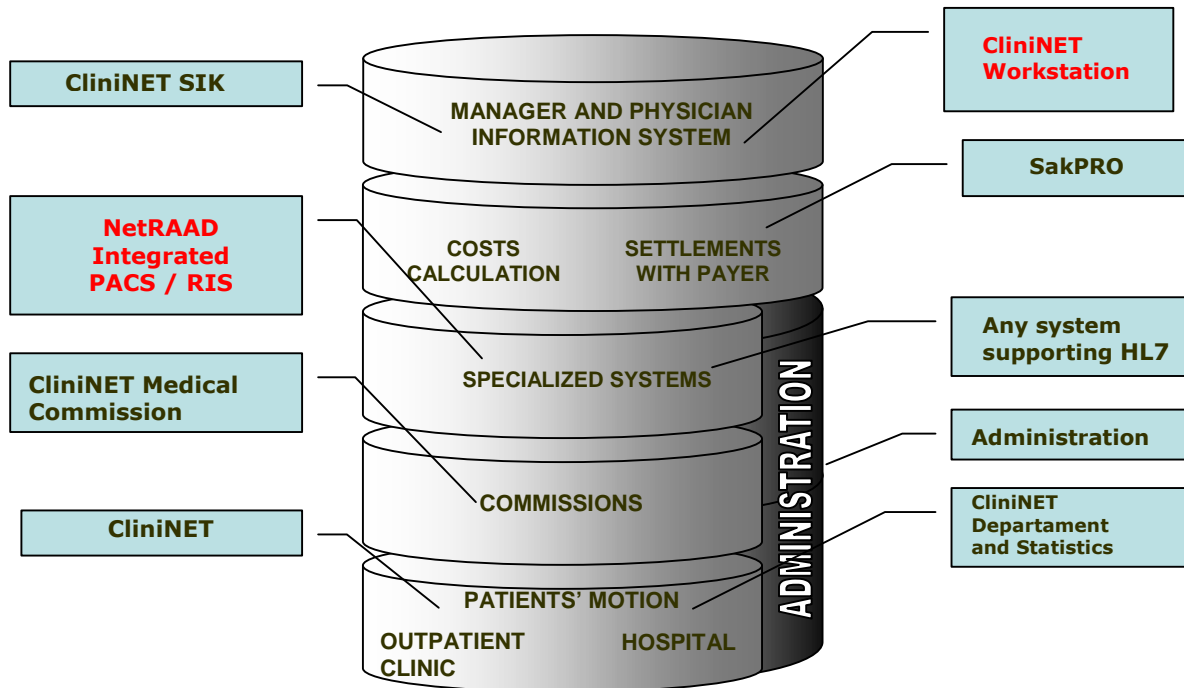 CliniNET SIK
CliniNET
Workstation
MANAGER AND PHYSICIAN
INFORMATION SYSTEM
SakPRO
NetRAAD
Integrated
PACS / RIS
COSTS
CALCULATION
SETTLEMENTS
WITH PAYER
Any system
supporting HL7
SPECIALIZED SYSTEMS
CliniNET Medical
Commission
ADMINISTRATION
Administration
COMMISSIONS
CliniNET
CliniNET
Departament
and Statistics
PATIENTS’ MOTION
OUTPATIENT
CLINIC
HOSPITAL